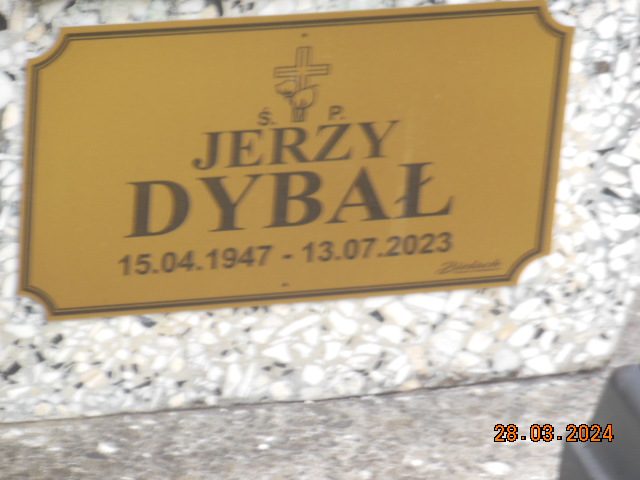 Ś. P.
JERZY
DYBAŁ
15.04.1947 - 13.07.2023
28.03.2024